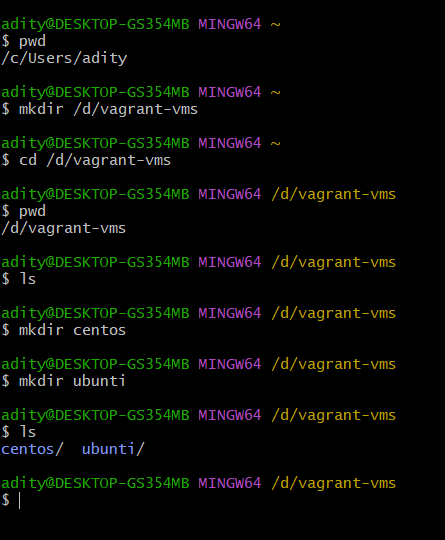 adity@DESKTOP-GS354MB MINGW64 ~
$ pwd
/c/Users/adity
adity@DESKTOP-GS354MB MINGW64 ~
$ mkdir /d/vagrant-vms
adity@DESKTOP-GS354MB MINGW64 ~
$ cd /d/vagrant-vms
adity@DESKTOP-GS354MB MINGW64 /d/vagrant-vms
$ pwd
/d/vagrant-vms
adity@DESKTOP-GS354MB MINGW64 /d/vagrant-vms
$ ls
adity@DESKTOP-GS354MB MINGW64 /d/vagrant-vms
$ mkdir centos
adity@DESKTOP-GS354MB MINGW64 /d/vagrant-vms
$ mkdir ubunti
adity@DESKTOP-GS354MB MINGW64 /d/vagrant-vms
$ ls
centos/  ubunti/
adity@DESKTOP-GS354MB MINGW64 /d/vagrant-vms
$